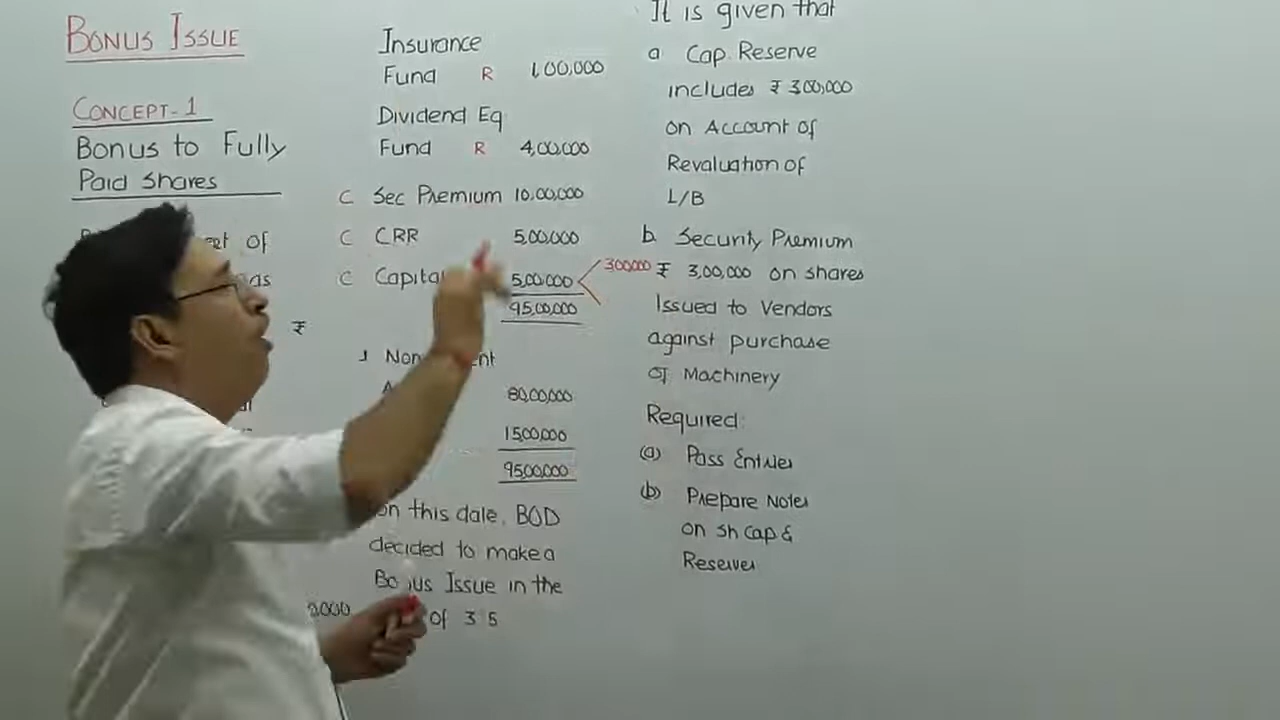 BONUS ISSUE
CONCEPT-1
Bonus to Fully
Paid Shares
of
as
₹
Insurance
Fund R 1,00,000
Dividend Eq
Fund R 4,00,000
C Sec Premium 10,00,000
C CRR 5,00,000
C 5,00,000 3,00,000
95,00,000
80,00,000
15,00,000
95,00,000
on this date, BOD
decided to make a
Bonus Issue in the
of 3 5
It is given that
a Cap. Reserve
includes ₹ 3,00,000
on Account of
Revaluation of
L/B
b. Security Premium
₹ 3,00,000 on shares
Issued to Vendors
against purchase
of Machinery
Required:
(a) Pass Entries
(b) Prepare Notes
on Sh Cap &
Reserves